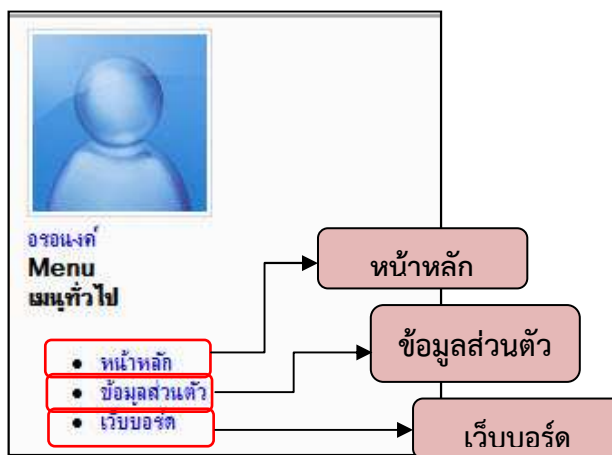 อรอนงค์
Menu
เมนูทั่วไป
หน้าหลัก
ข้อมูลส่วนตัว
เว็บบอร์ด
หน้าหลัก
ข้อมูลส่วนตัว
เว็บบอร์ด